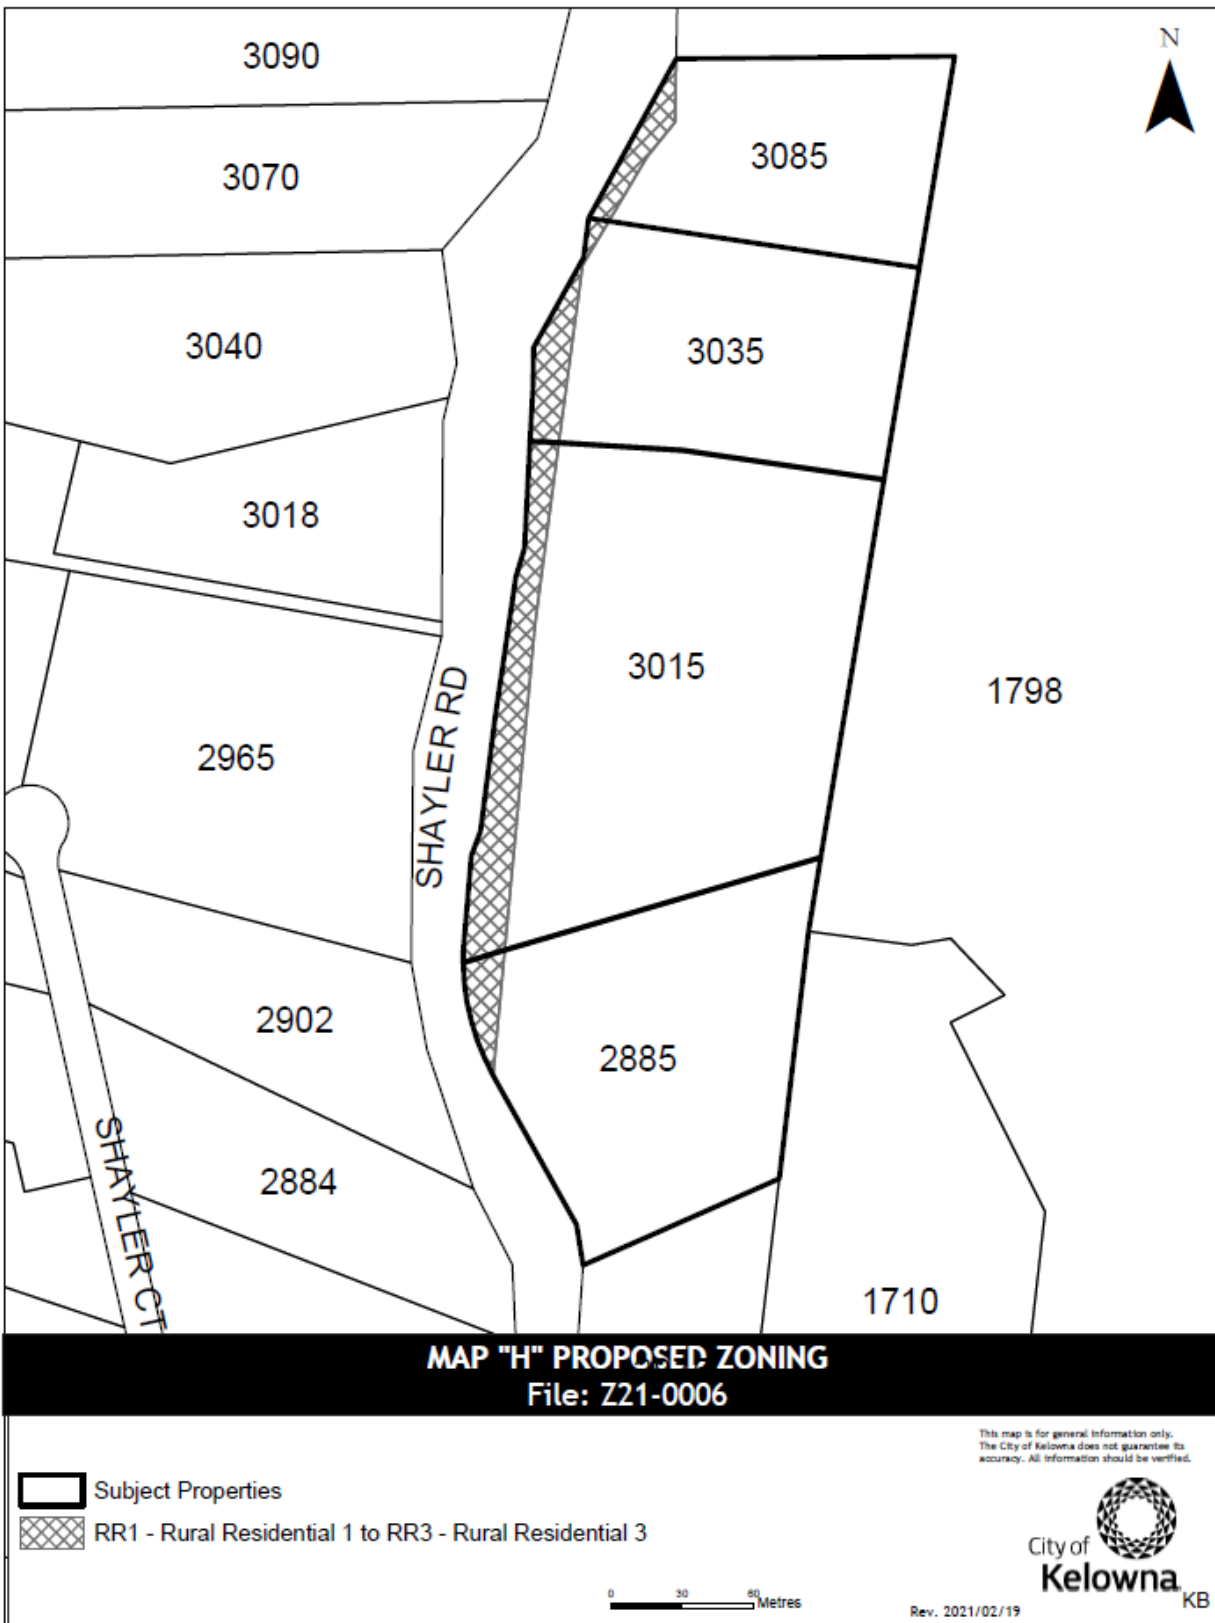 3090
N
3085
3070
3040
3035
3018
3015
1798
SHAYLER RD
2965
2902
2885
SHAYLER CT
2884
1710
MAP "H" PROPOSED ZONING
File: Z21-0006
This map is for general information only.
The City of Kelowna does not guarantee its
accuracy. All information should be verified.
Subject Properties
RR1 - Rural Residential 1 to RR3 - Rural Residential 3
City of
Kelowna
KB
0 30 60
Metres
Rev. 2021/02/19